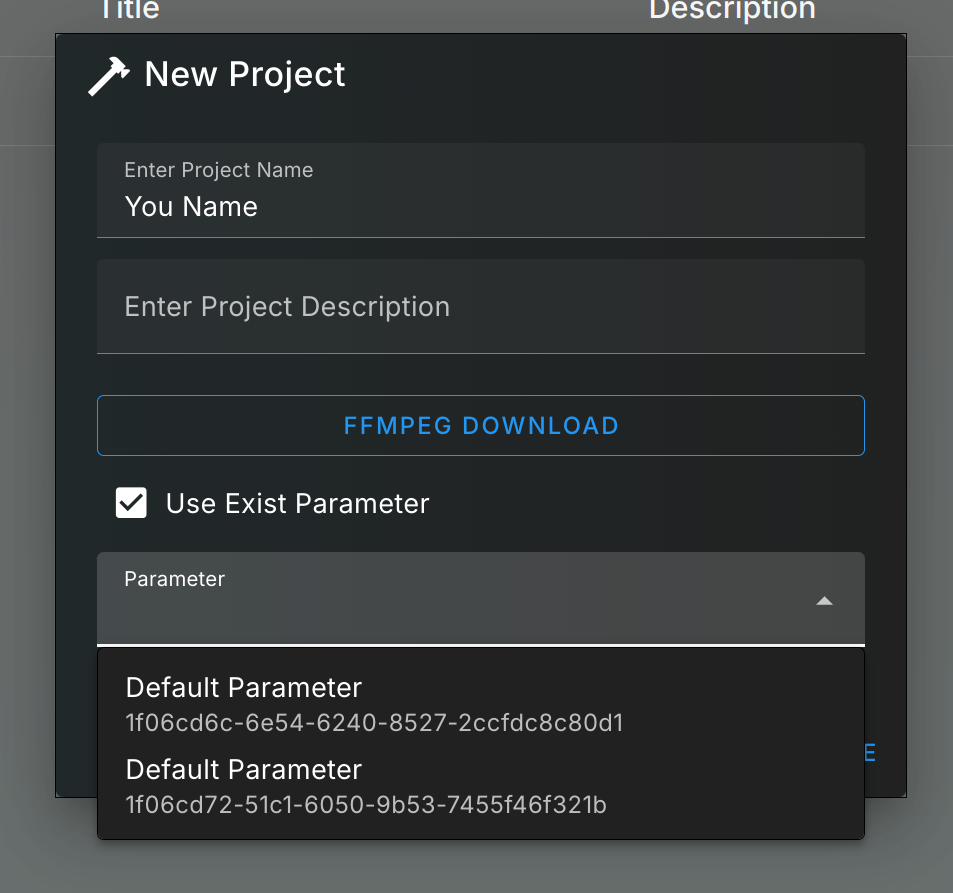 Title Description
New Project
Enter Project Name
You Name
Enter Project Description
FFMPEG DOWNLOAD
Use Exist Parameter
Parameter
Default Parameter
1f06cd6c-6e54-6240-8527-2ccfdc8c80d1
E
Default Parameter
1f06cd72-51c1-6050-9b53-7455f46f321b